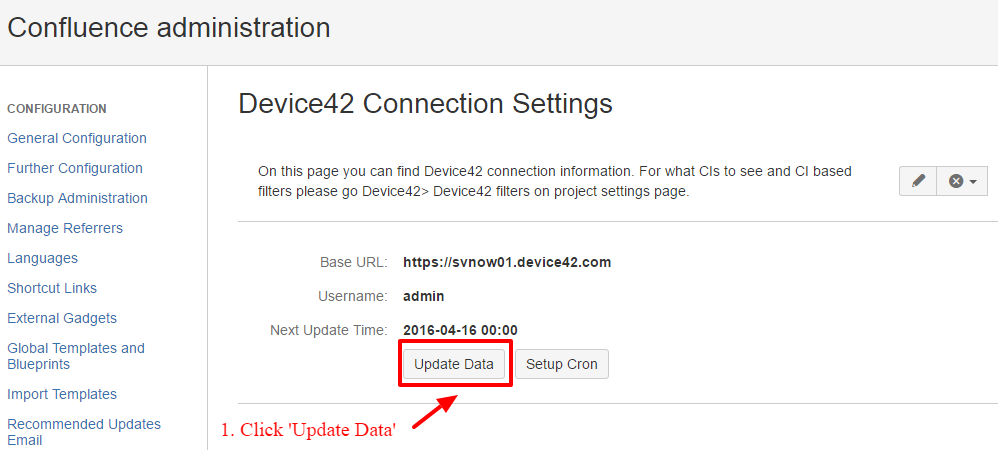 Confluence administration
CONFIGURATION
General Configuration
Further Configuration
Backup Administration
Manage Referrers
Languages
Shortcut Links
External Gadgets
Global Templates and
Blueprints
Import Templates
Recommended Updates
Email
Device42 Connection Settings
On this page you can find Device42 connection information. For what CIs to see and CI based
filters please go Device42> Device42 filters on project settings page.
Base URL: https://svnow01.device42.com
Username: admin
Next Update Time: 2016-04-16 00:00
Update Data Setup Cron
1. Click 'Update Data'